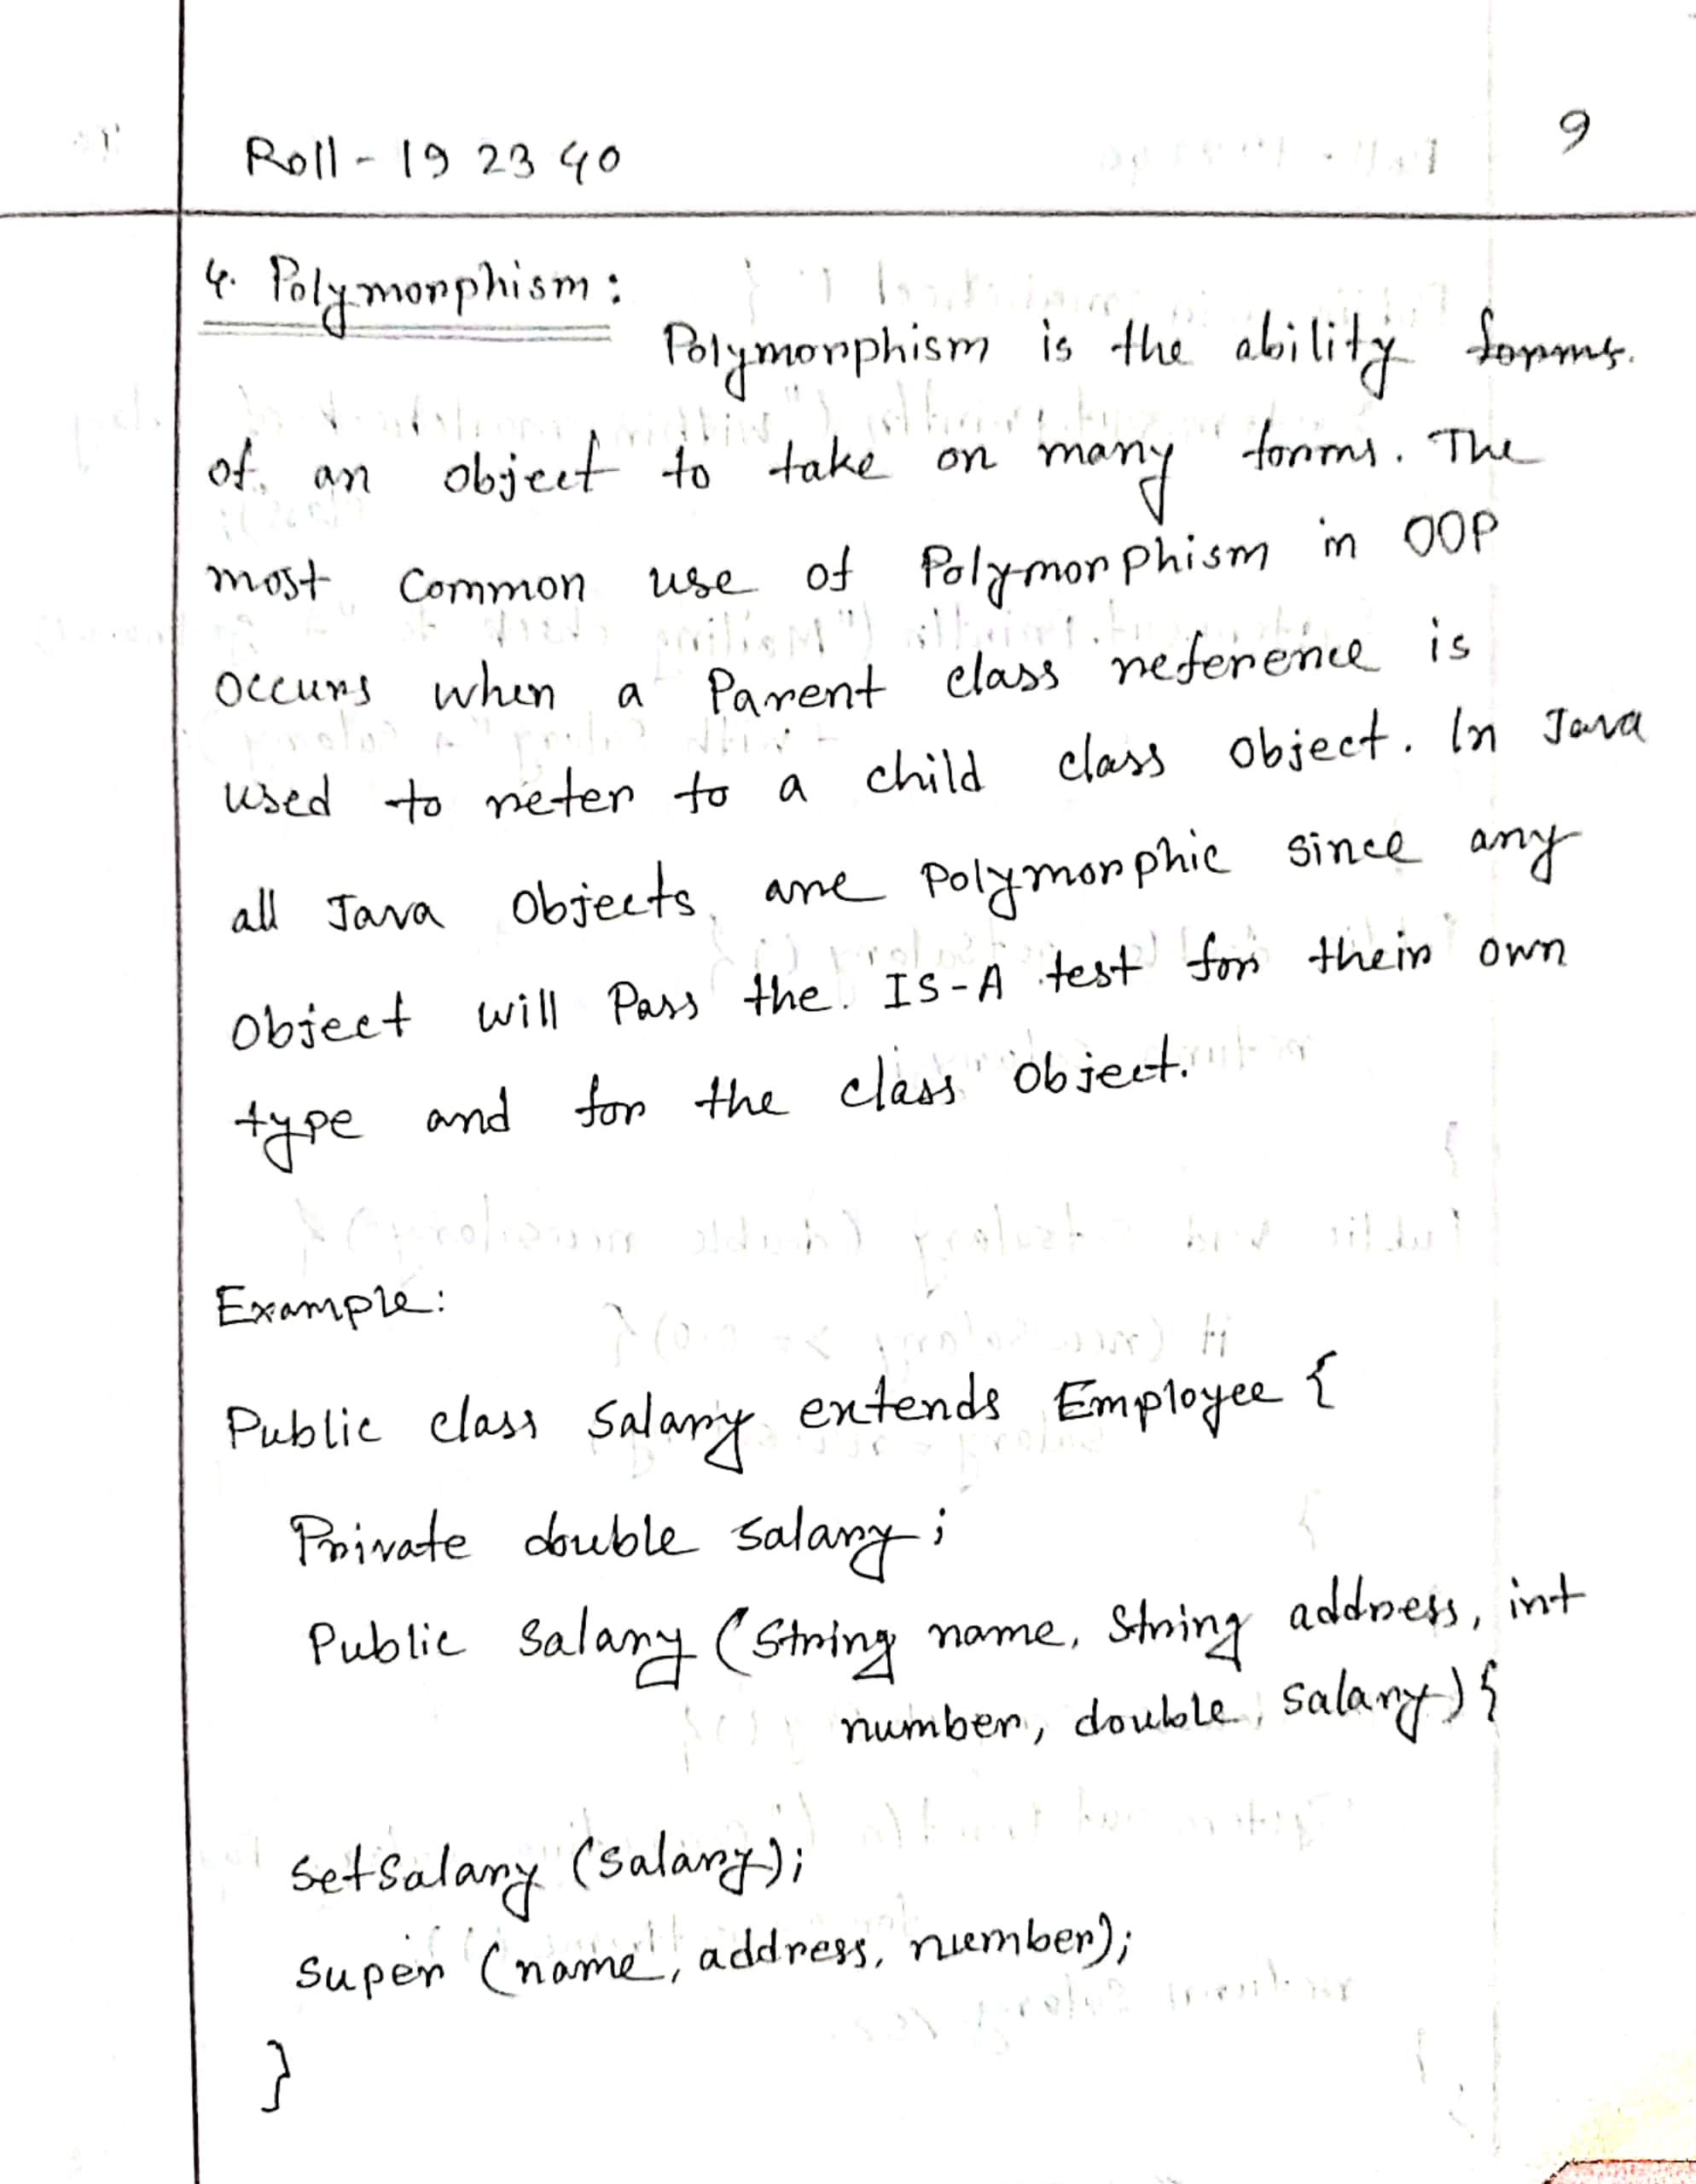 Roll - 192340
9
4. Polymorphism:
Polymorphism is the ability forms.
of an object to take on many forms. The
most common use of Polymorphism in OOP
occurs when a Parent class reference is
used to refer to a child class object. In Java
all Java Objects are Polymorphic since any
Object will Pass the IS-A test for their own
type and for the class Object.
Example:
Public class Salary extends Employee {
Private double salary;
Public Salary (String name, String address, int
number, double, salary) {
SetSalary (salary);
super (name, address, number);
}